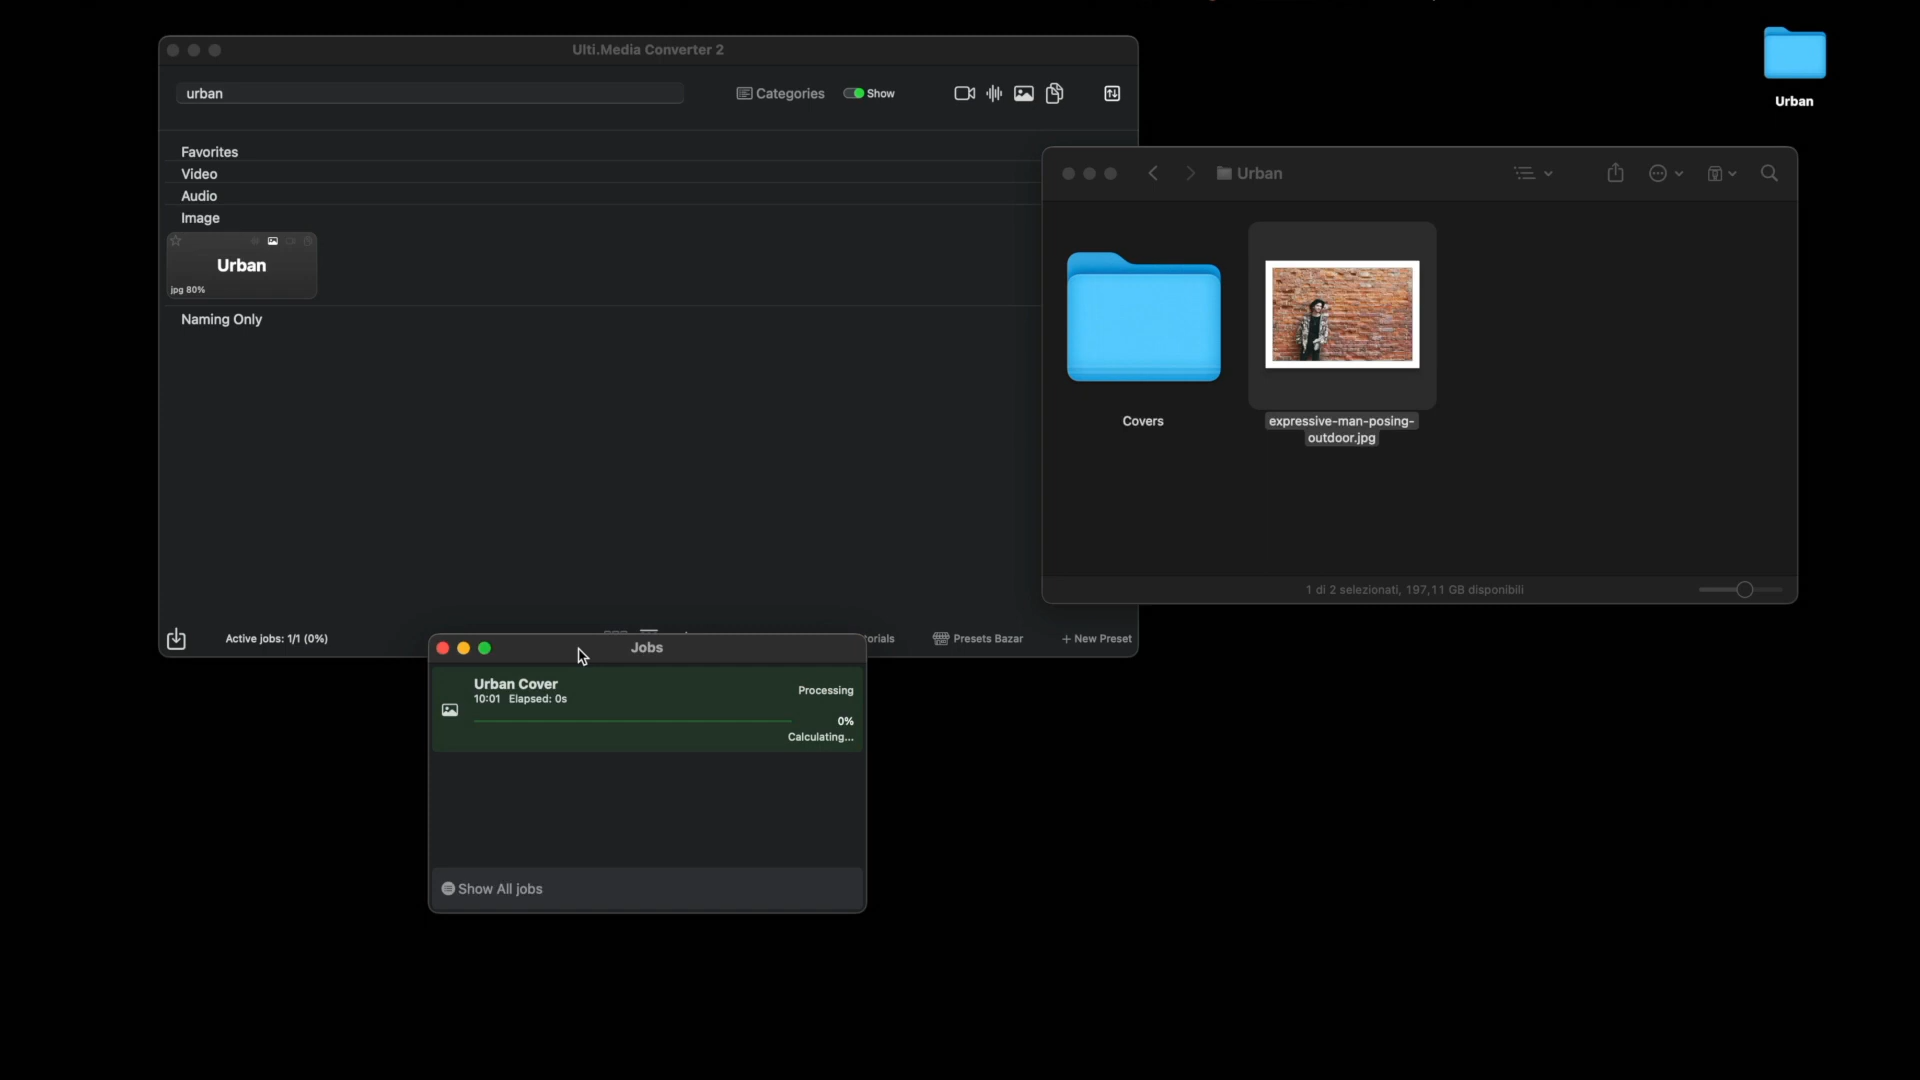 Ulti.Media Converter 2
urban
Categories
Show
Favorites
Video
Audio
Image
Urban
jpg 80%
Naming Only
Active jobs: 1/1 (0%)
torials
Presets Bazar
+ New Preset
Urban
Urban
Covers
expressive-man-posing-
outdoor.jpg
1 di 2 selezionati, 197,11 GB disponibili
Jobs
Urban Cover
10:01 Elapsed: 0s
Processing
0%
Calculating...
Show All jobs